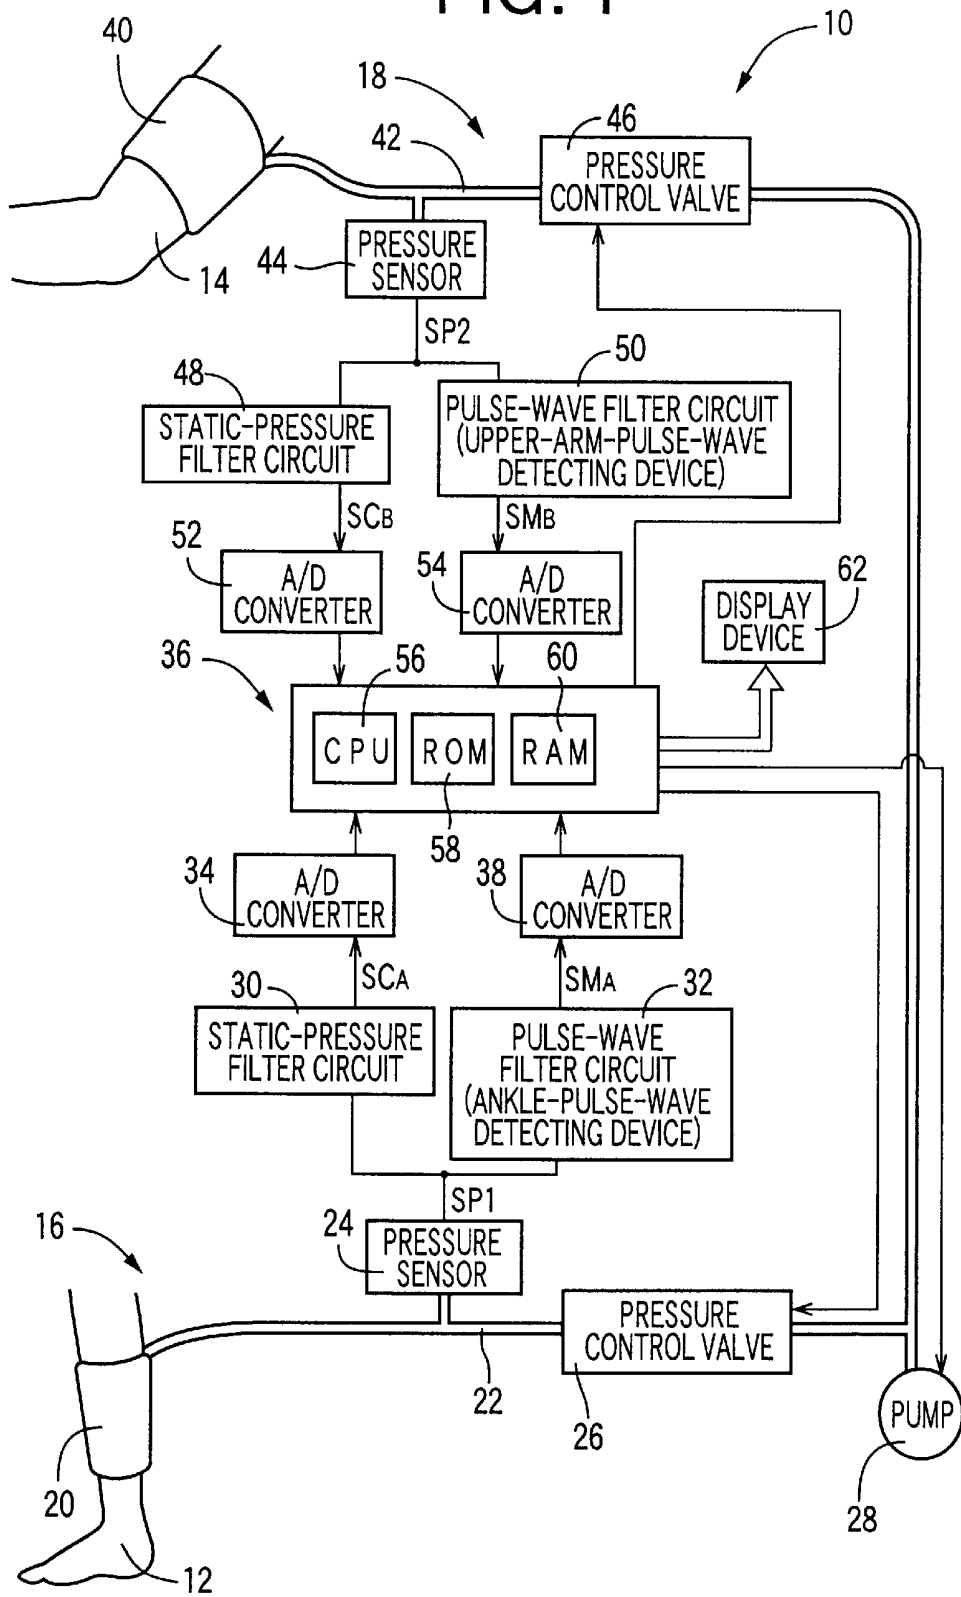 FIG. 1
40
10
18
46
42
PRESSURE
CONTROL VALVE
44
PRESSURE
SENSOR
14
SP2
50
48
STATIC-PRESSURE
FILTER CIRCUIT
PULSE-WAVE FILTER CIRCUIT
(UPPER-ARM-PULSE-WAVE
DETECTING DEVICE)
SCB
SMB
52
A/D
CONVERTER
54
A/D
CONVERTER
62
DISPLAY
DEVICE
36
56
60
CPU
ROM
RAM
58
34
A/D
CONVERTER
38
A/D
CONVERTER
SCA
SMA
30
32
STATIC-PRESSURE
FILTER CIRCUIT
PULSE-WAVE
FILTER CIRCUIT
(ANKLE-PULSE-WAVE
DETECTING DEVICE)
SP1
16
24
PRESSURE
SENSOR
PRESSURE
CONTROL VALVE
22
26
PUMP
28
20
12